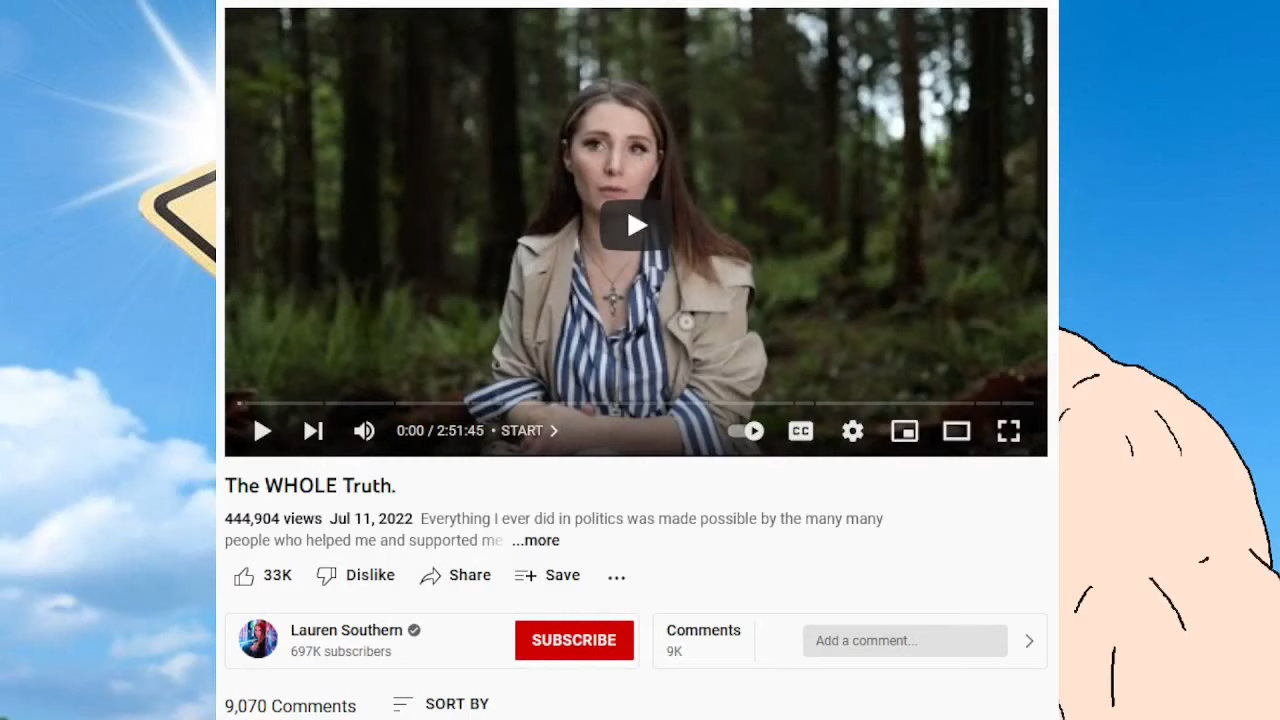 0:00 / 2:51:45 • START
CC
The WHOLE Truth.
444,904 views Jul 11, 2022 Everything I ever did in politics was made possible by the many many
people who helped me and supported me ...more
33K Dislike Share Save ...
Lauren Southern
697K subscribers
SUBSCRIBE
Comments
9K
Add a comment...
9,070 Comments SORT BY